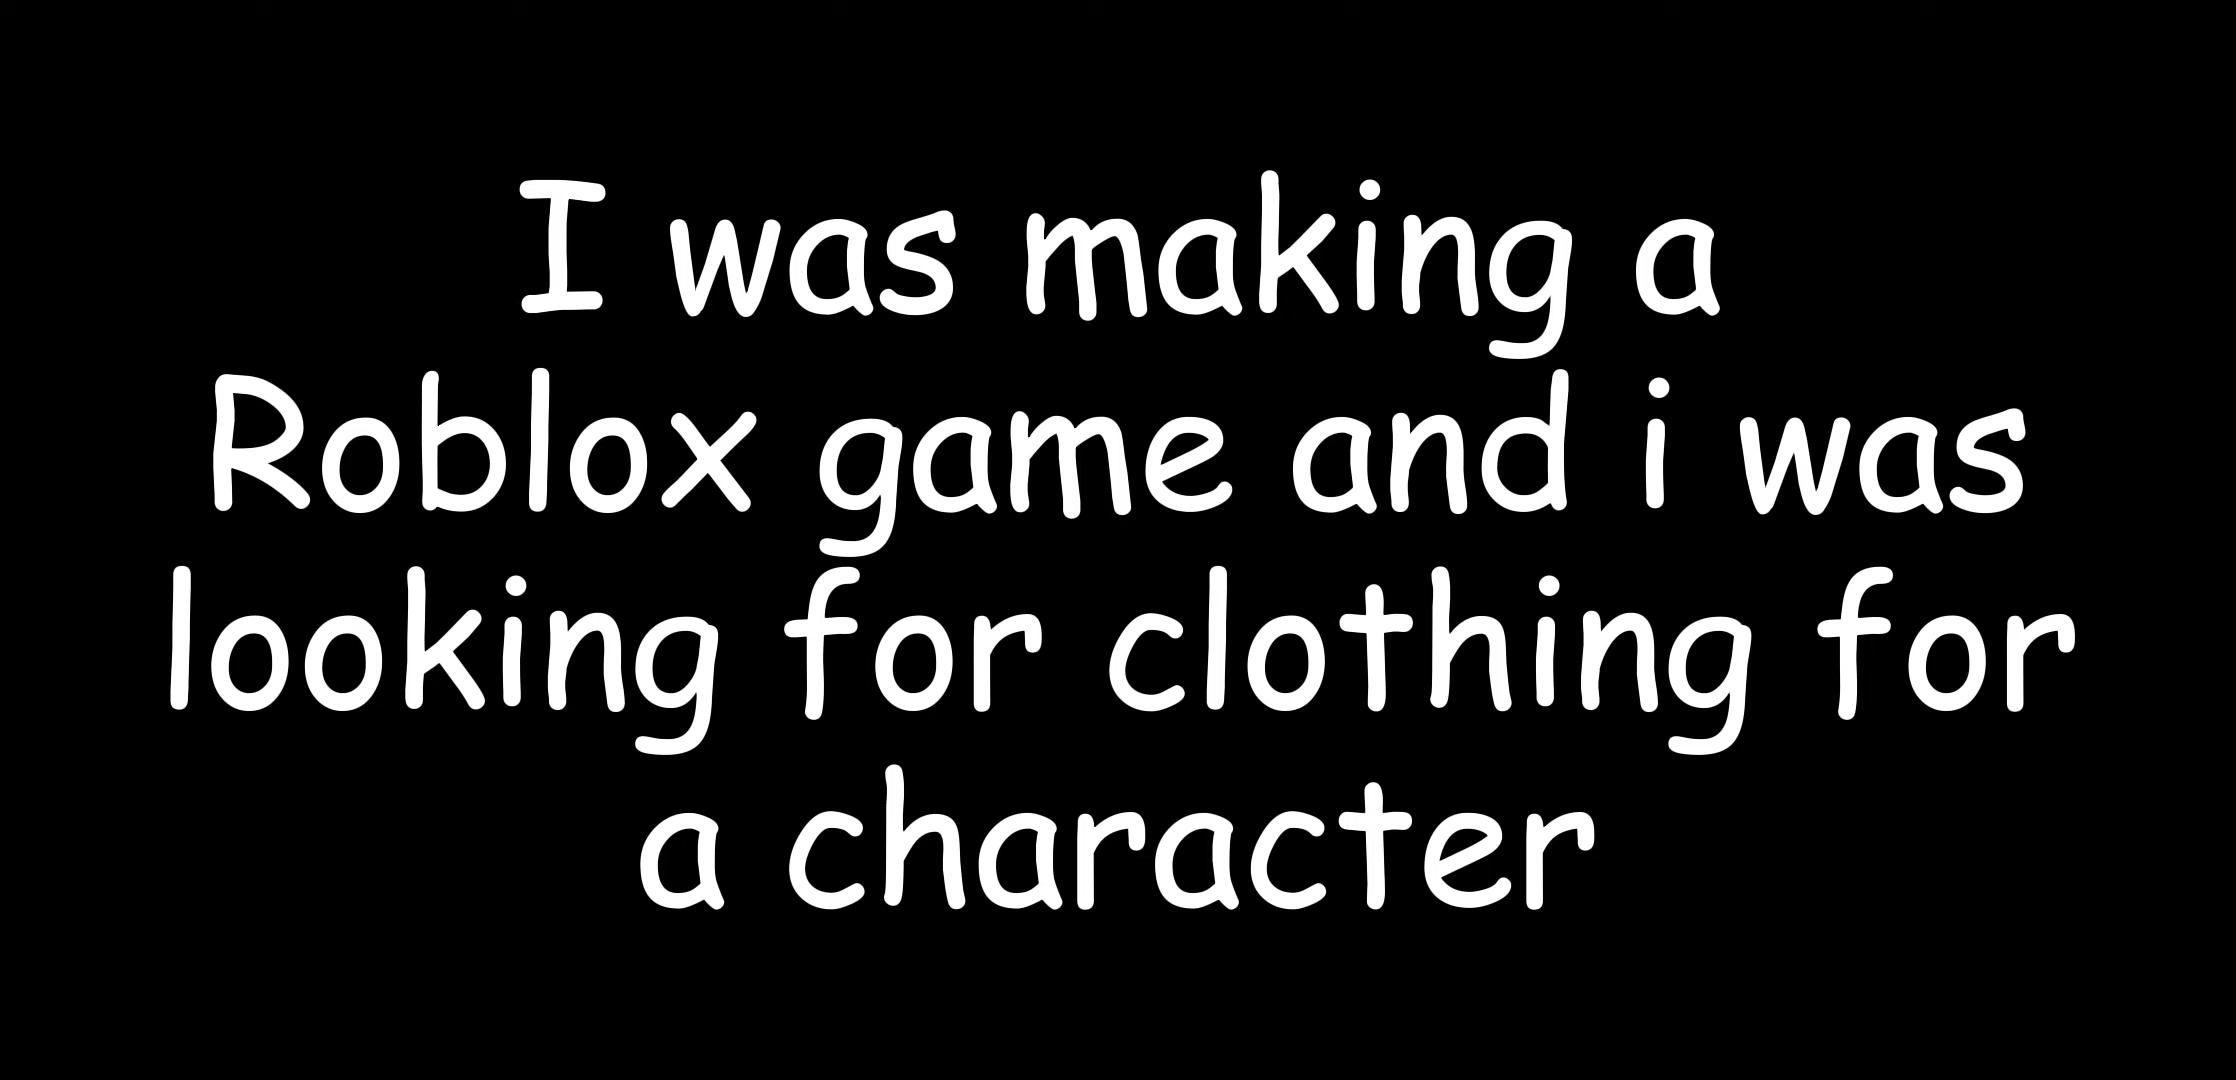 I was making a
Roblox game and i was
looking for clothing for
a character